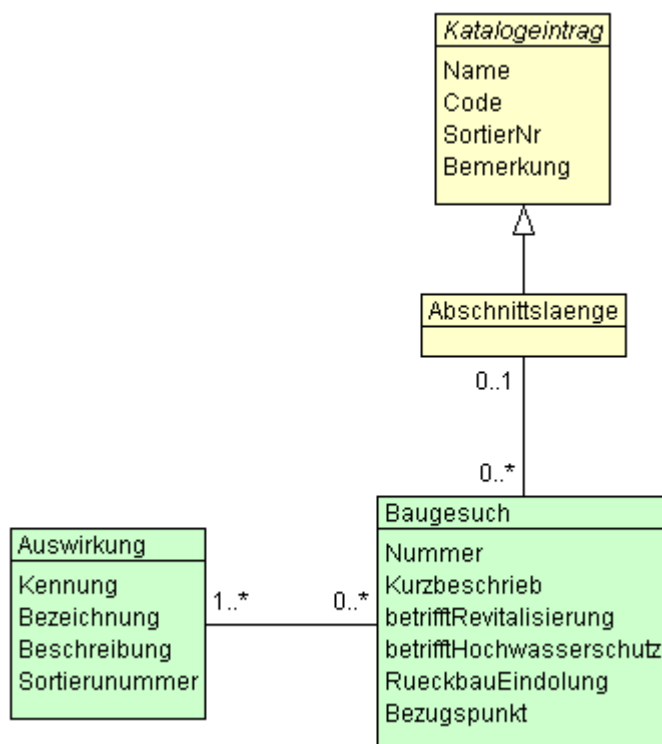 Katalogeintrag
Name
Code
SortierNr
Bemerkung
Abschnittslaenge
0..1
0..*
Baugesuch
Nummer
Kurzbeschrieb
betrifftRevitalisierung
betrifftHochwasserschutz
RueckbauEindolung
Bezugspunkt
Auswirkung
Kennung
Bezeichnung
Beschreibung
Sortierunummer
1..*
0..*